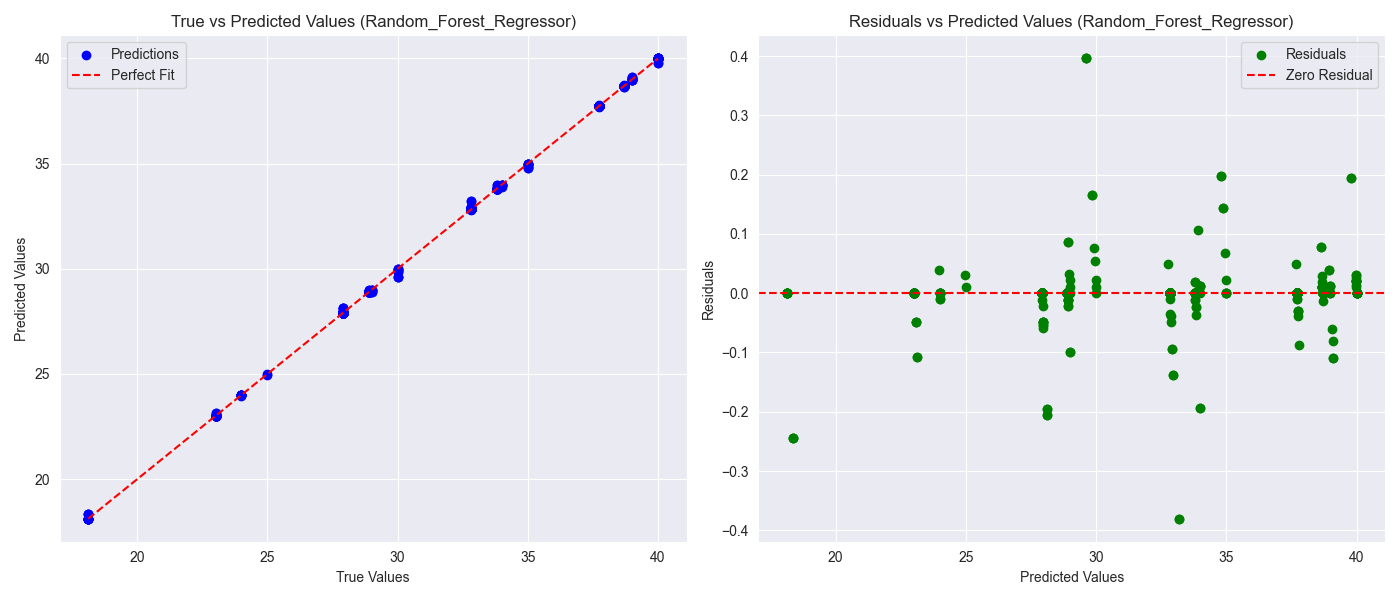 True vs Predicted Values (Random_Forest_Regressor)
Predictions
Perfect Fit
40
35
30
25
20
Predicted Values
20 25 30 35 40
True Values
Residuals vs Predicted Values (Random_Forest_Regressor)
Residuals
Zero Residual
0.4
0.3
0.2
0.1
0.0
−0.1
−0.2
−0.3
−0.4
Residuals
20 25 30 35 40
Predicted Values